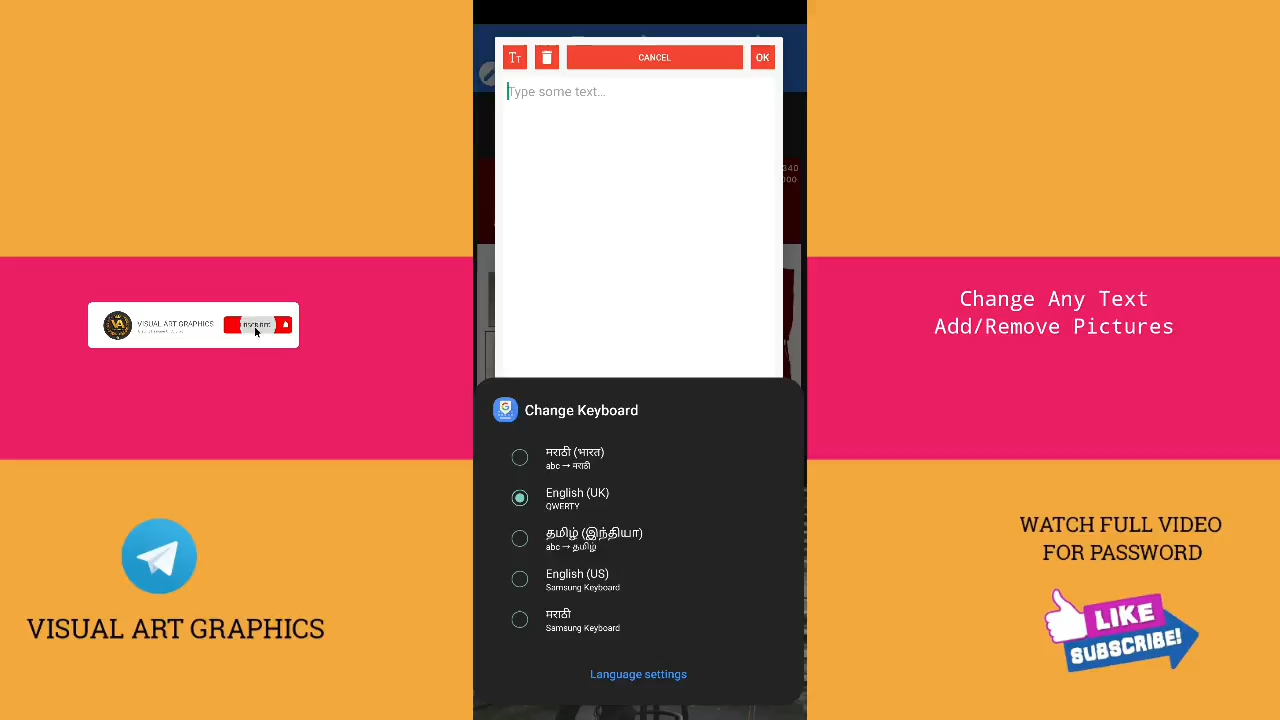 CANCEL
OK
Type some text...
340
000
VISUAL ART GRAPHICS
Change Keyboard
मराठी (भारत)
abc → मराठी
English (UK)
QWERTY
தமிழ் (இந்தியா)
abc → தமிழ்
English (US)
Samsung Keyboard
मराठी
Samsung Keyboard
Language settings
Change Any Text
Add/Remove Pictures
VISUAL ART GRAPHICS
WATCH FULL VIDEO
FOR PASSWORD
LIKE
SUBSCRIBE!